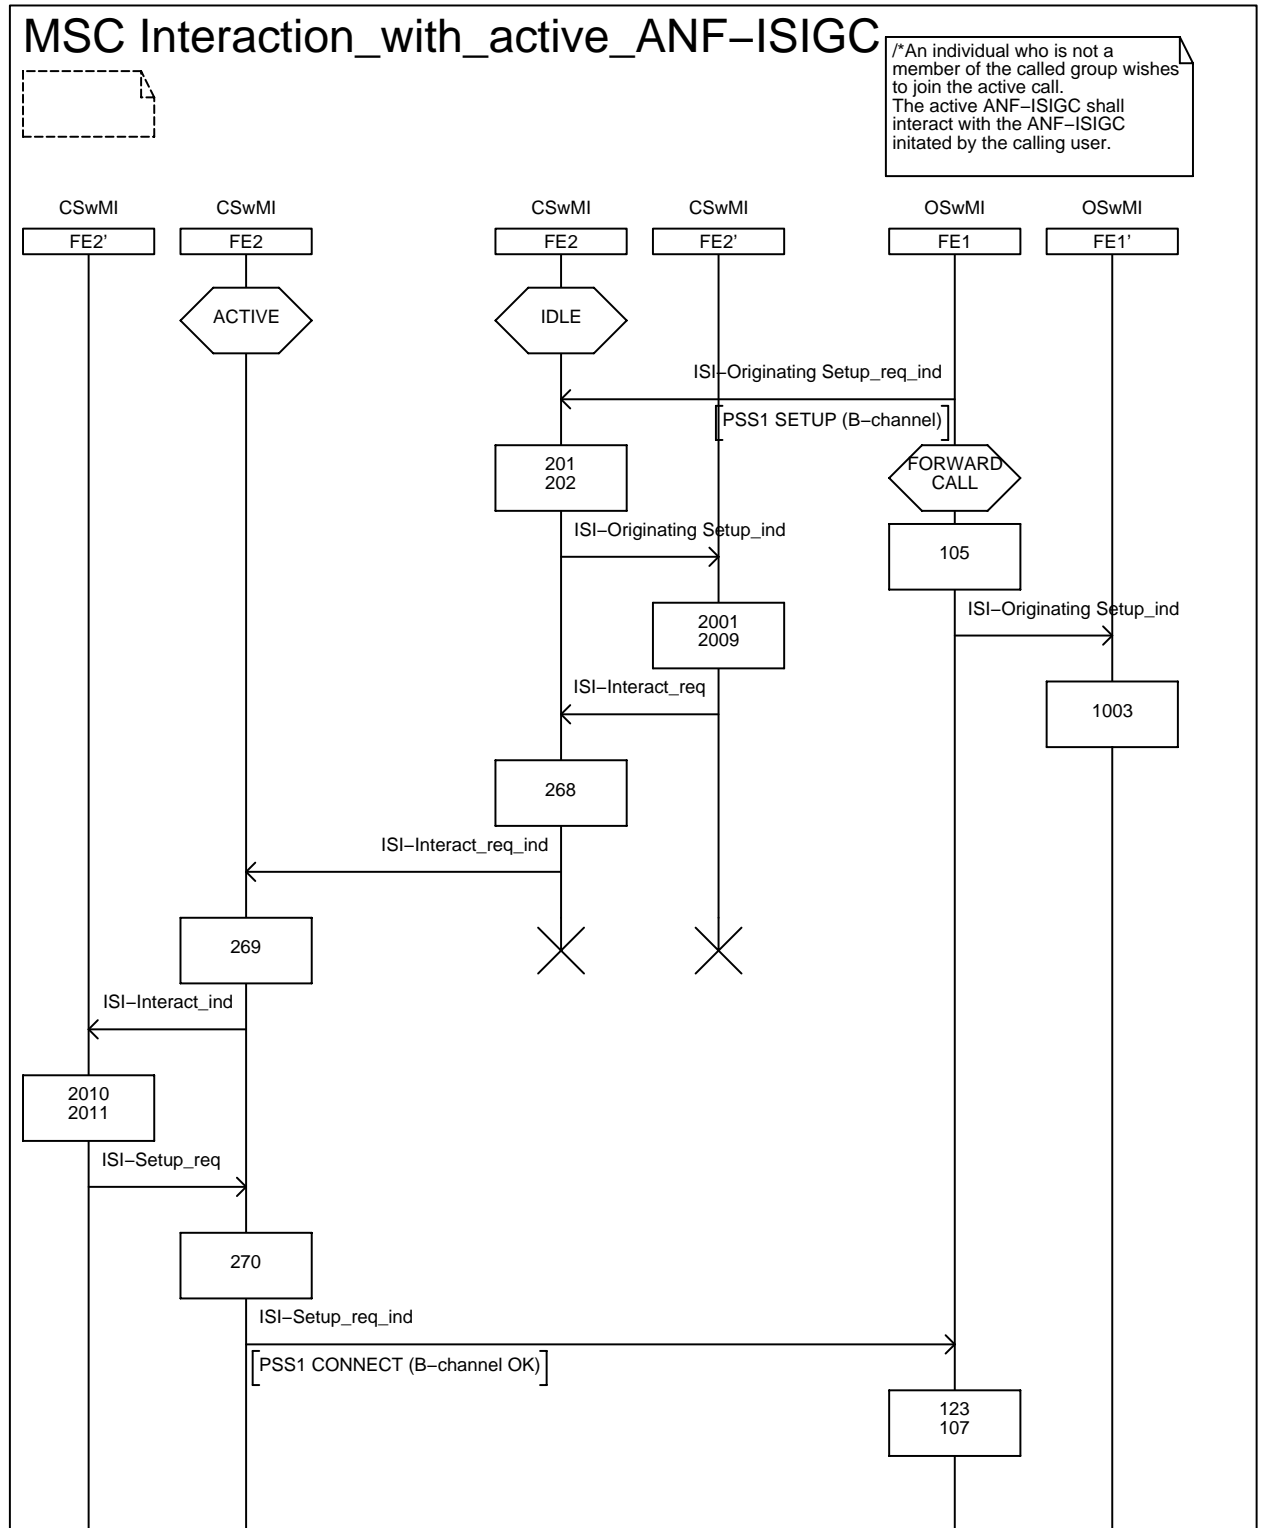 MSC Interaction_with_active_ANF−ISIGC
/*An individual who is not a
member of the called group wishes
to join the active call.
The active ANF−ISIGC shall
interact with the ANF−ISIGC
initated by the calling user.
CSwMI CSwMI CSwMI CSwMI OSwMI OSwMI
FE2’ FE2 FE2 FE2’ FE1 FE1’
ACTIVE IDLE
ISI−Originating Setup_req_ind
PSS1 SETUP (B−channel)
201
202
FORWARD
CALL
ISI−Originating Setup_ind
105
ISI−Originating Setup_ind
2001
2009
ISI−Interact_req
1003
268
ISI−Interact_req_ind
269
ISI−Interact_ind
2010
2011
ISI−Setup_req
270
ISI−Setup_req_ind
PSS1 CONNECT (B−channel OK)
123
107